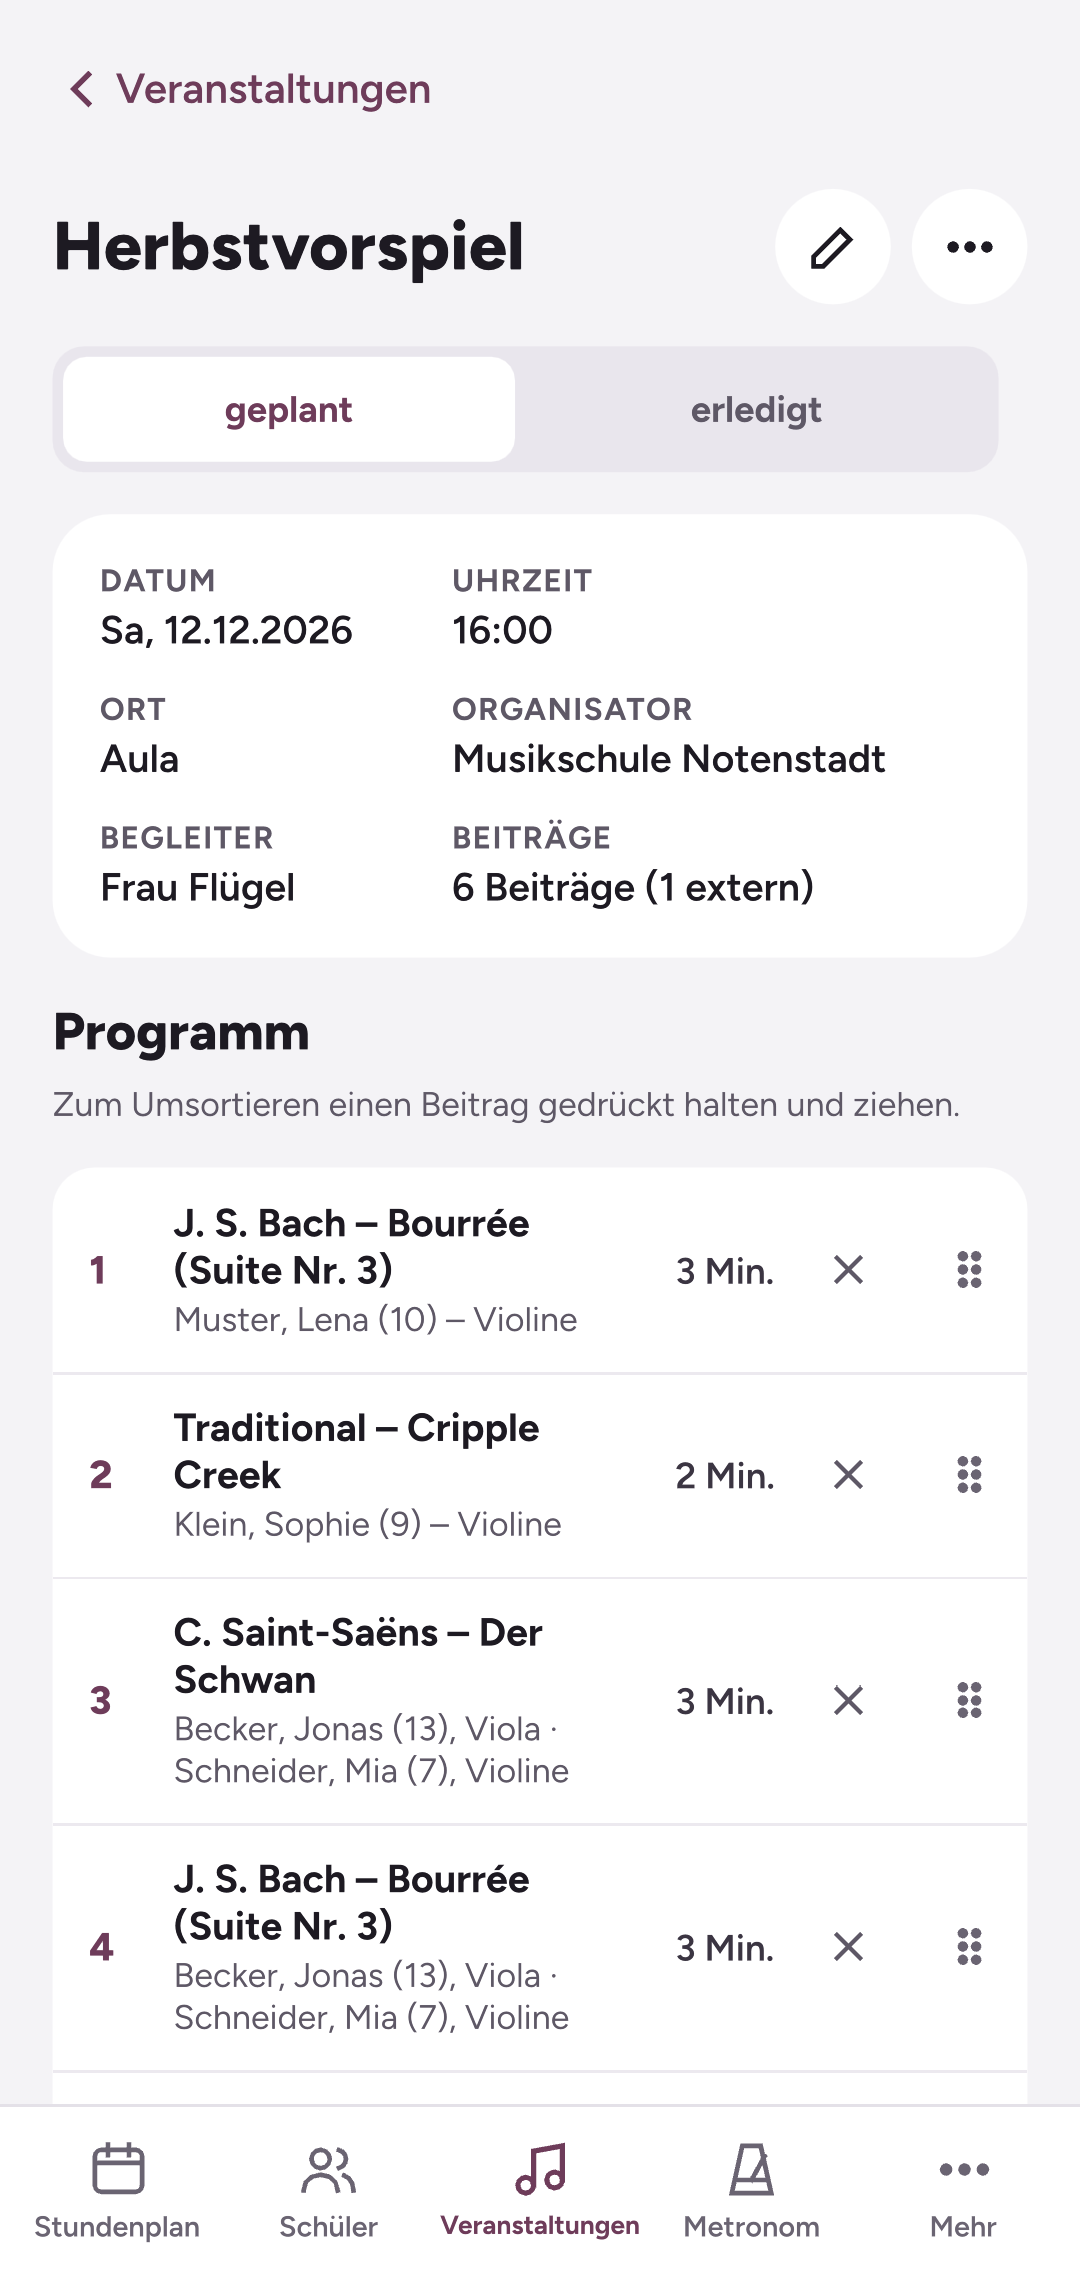 Veranstaltungen
Herbstvorspiel
geplant
erledigt
DATUM
UHRZEIT
Sa, 12.12.2026
16:00
ORT
ORGANISATOR
Aula
Musikschule Notenstadt
BEGLEITER
BEITRÄGE
Frau Flügel
6 Beiträge (1 extern)
Programm
Zum Umsortieren einen Beitrag gedrückt halten und ziehen.
1
J. S. Bach – Bourrée
(Suite Nr. 3)
Muster, Lena (10) – Violine
3 Min.
2
Traditional – Cripple
Creek
Klein, Sophie (9) – Violine
2 Min.
3
C. Saint-Saëns – Der
Schwan
Becker, Jonas (13), Viola ·
Schneider, Mia (7), Violine
3 Min.
4
J. S. Bach – Bourrée
(Suite Nr. 3)
Becker, Jonas (13), Viola ·
Schneider, Mia (7), Violine
3 Min.
Stundenplan
Schüler
Veranstaltungen
Metronom
Mehr